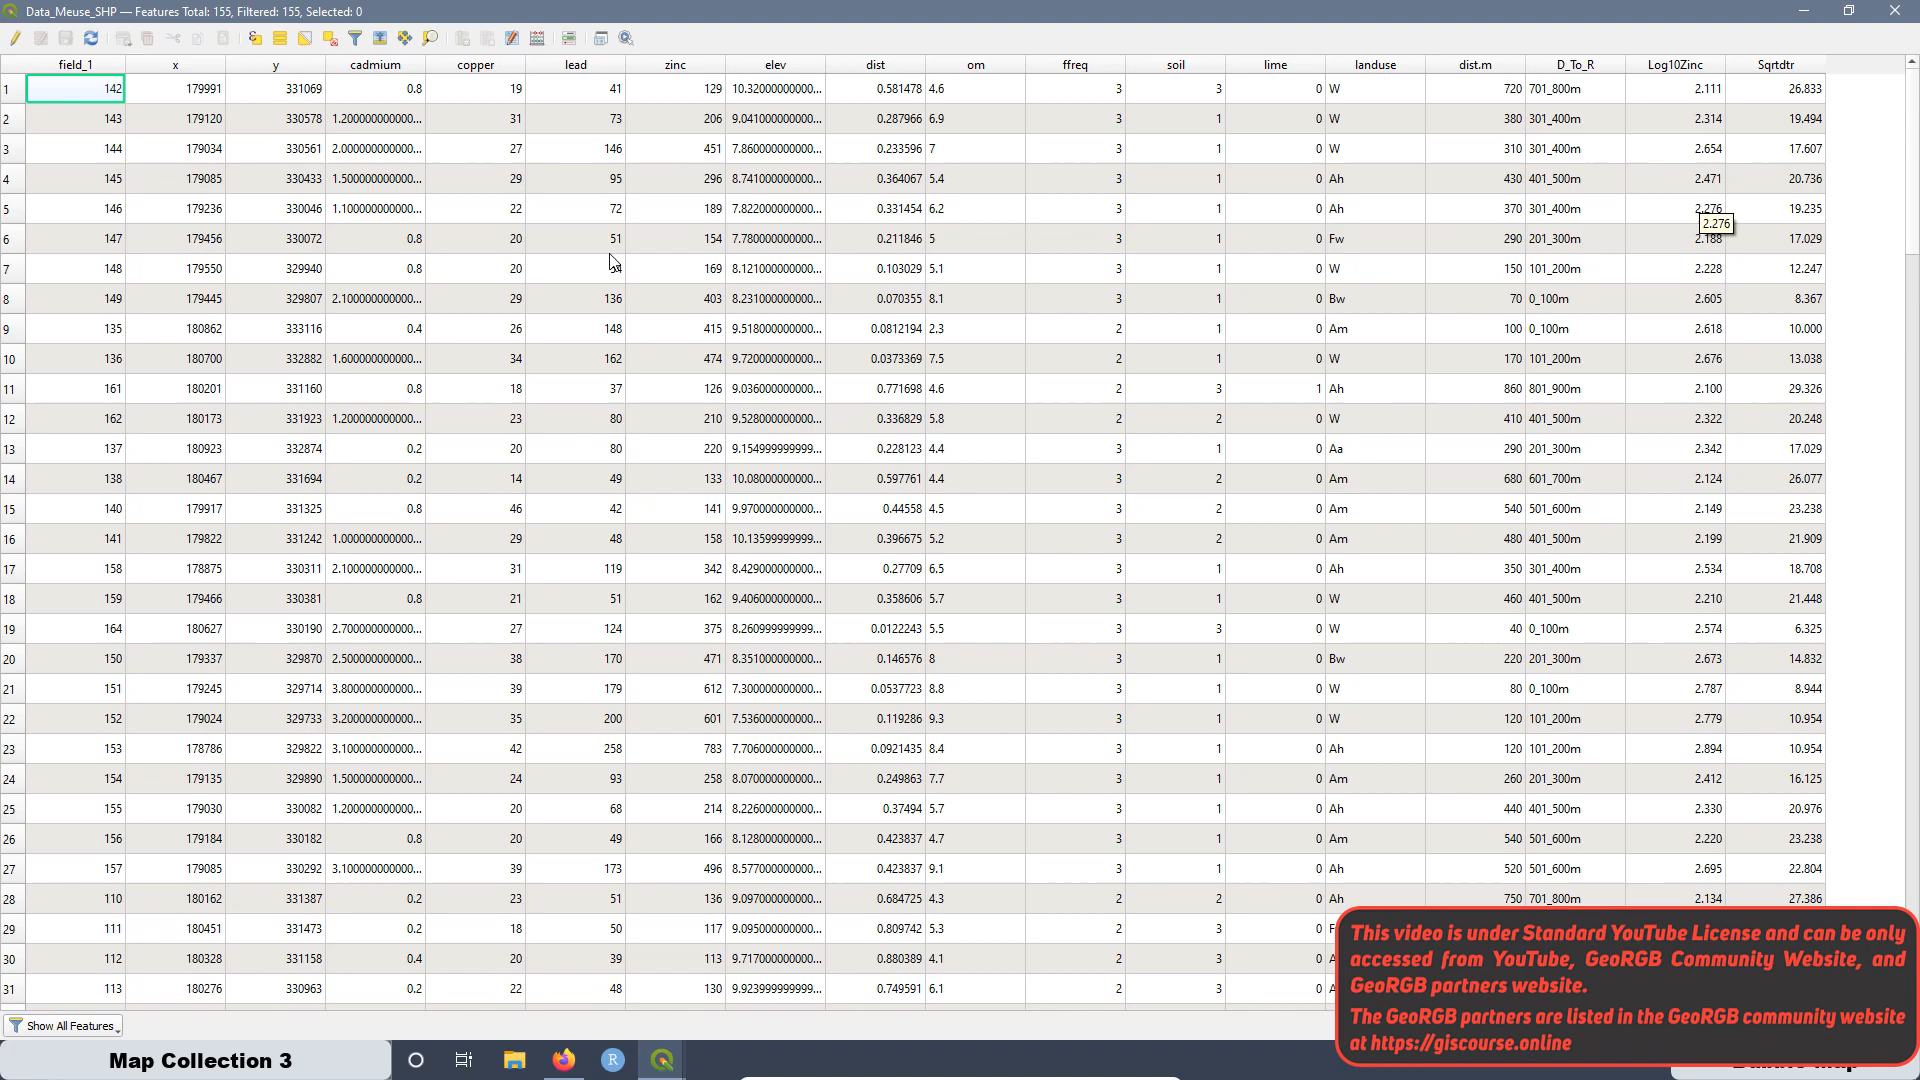 Data_Meuse_SHP — Features Total: 155, Filtered: 155, Selected: 0
field_1 x y cadmium copper lead zinc elev dist om ffreq soil lime landuse dist.m D_To_R Log10Zinc Sqrtdtr
1 142 179991 331069 0.8 19 41 129 10.32000000000... 0.581478 4.6 3 3 0 W 720 701_800m 2.111 26.833
2 143 179120 330578 1.200000000000... 31 73 206 9.041000000000... 0.287966 6.9 3 1 0 W 380 301_400m 2.314 19.494
3 144 179034 330561 2.000000000000... 27 146 451 7.860000000000... 0.233596 7 3 1 0 W 310 301_400m 2.654 17.607
4 145 179085 330433 1.500000000000... 29 95 296 8.741000000000... 0.364067 5.4 3 1 0 Ah 430 401_500m 2.471 20.736
5 146 179236 330046 1.100000000000... 22 72 189 7.822000000000... 0.331454 6.2 3 1 0 Ah 370 301_400m 2.276 19.235
2.276
6 147 179456 330072 0.8 20 51 154 7.780000000000... 0.211846 5 3 1 0 Fw 290 201_300m 2.188 17.029
7 148 179550 329940 0.8 20 169 8.121000000000... 0.103029 5.1 3 1 0 W 150 101_200m 2.228 12.247
8 149 179445 329807 2.100000000000... 29 136 403 8.231000000000... 0.070355 8.1 3 1 0 Bw 70 0_100m 2.605 8.367
9 135 180862 333116 0.4 26 148 415 9.518000000000... 0.0812194 2.3 2 1 0 Am 100 0_100m 2.618 10.000
10 136 180700 332882 1.600000000000... 34 162 474 9.720000000000... 0.0373369 7.5 2 1 0 W 170 101_200m 2.676 13.038
11 161 180201 331160 0.8 18 37 126 9.036000000000... 0.771698 4.6 2 3 1 Ah 860 801_900m 2.100 29.326
12 162 180173 331923 1.200000000000... 23 80 210 9.528000000000... 0.336829 5.8 2 2 0 W 410 401_500m 2.322 20.248
13 137 180923 332874 0.2 20 80 220 9.154999999999... 0.228123 4.4 3 1 0 Aa 290 201_300m 2.342 17.029
14 138 180467 331694 0.2 14 49 133 10.08000000000... 0.597761 4.4 3 2 0 Am 680 601_700m 2.124 26.077
15 140 179917 331325 0.8 46 42 141 9.970000000000... 0.44558 4.5 3 2 0 Am 540 501_600m 2.149 23.238
16 141 179822 331242 1.000000000000... 29 48 158 10.13599999999... 0.396675 5.2 3 2 0 Am 480 401_500m 2.199 21.909
17 158 178875 330311 2.100000000000... 31 119 342 8.429000000000... 0.27709 6.5 3 1 0 Ah 350 301_400m 2.534 18.708
18 159 179466 330381 0.8 21 51 162 9.406000000000... 0.358606 5.7 3 1 0 W 460 401_500m 2.210 21.448
19 164 180627 330190 2.700000000000... 27 124 375 8.260999999999... 0.0122243 5.5 3 3 0 W 40 0_100m 2.574 6.325
20 150 179337 329870 2.500000000000... 38 170 471 8.351000000000... 0.146576 8 3 1 0 Bw 220 201_300m 2.673 14.832
21 151 179245 329714 3.800000000000... 39 179 612 7.300000000000... 0.0537723 8.8 3 1 0 W 80 0_100m 2.787 8.944
22 152 179024 329733 3.200000000000... 35 200 601 7.536000000000... 0.119286 9.3 3 1 0 W 120 101_200m 2.779 10.954
23 153 178786 329822 3.100000000000... 42 258 783 7.706000000000... 0.0921435 8.4 3 1 0 Ah 120 101_200m 2.894 10.954
24 154 179135 329890 1.500000000000... 24 93 258 8.070000000000... 0.249863 7.7 3 1 0 Am 260 201_300m 2.412 16.125
25 155 179030 330082 1.200000000000... 20 68 214 8.226000000000... 0.37494 5.7 3 1 0 Ah 440 401_500m 2.330 20.976
26 156 179184 330182 0.8 20 49 166 8.128000000000... 0.423837 4.7 3 1 0 Am 540 501_600m 2.220 23.238
27 157 179085 330292 3.100000000000... 39 173 496 8.577000000000... 0.423837 9.1 3 1 0 Ah 520 501_600m 2.695 22.804
28 110 180162 331387 0.2 23 51 136 9.097000000000... 0.684725 4.3 2 2 0 Ah 750 701_800m 2.134 27.386
29 111 180451 331473 0.2 18 50 117 9.095000000000... 0.809742 5.3 2 3 0
30 112 180328 331158 0.4 20 39 113 9.717000000000... 0.880389 4.1 2 3 0
31 113 180276 330963 0.2 22 48 130 9.923999999999... 0.749591 6.1 2 3 0
This video is under Standard YouTube License and can be only
accessed from YouTube, GeoRGB Community Website, and
GeoRGB partners website.
The GeoRGB partners are listed in the GeoRGB community website
at https://giscourse.online
Show All Features
Map Collection 3
R